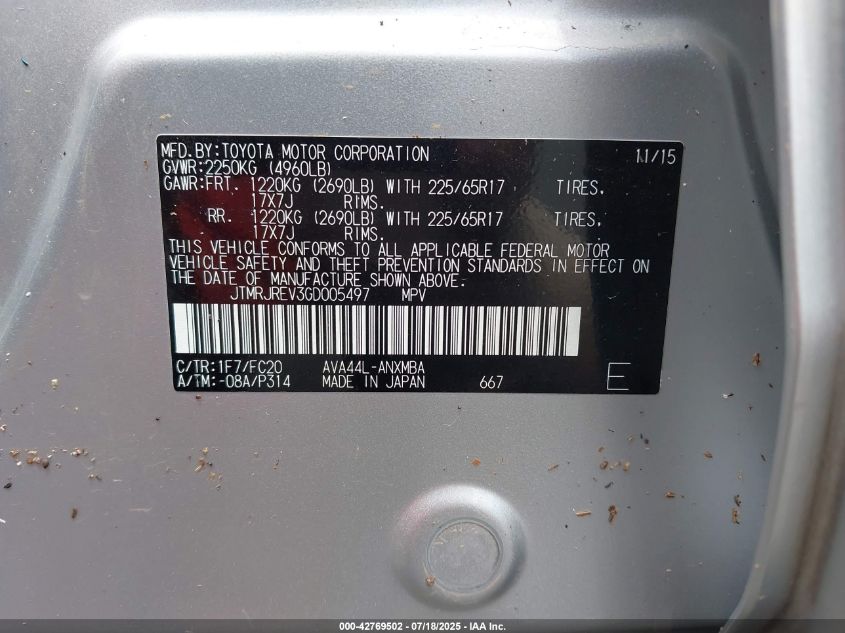 MFD.BY:TOYOTA MOTOR CORPORATION 11/15
GVWR:2250KG (4960LB)
GAWR:FRT. 1220KG (2690LB) WITH 225/65R17 TIRES.
17X7J RIMS.
RR. 1220KG (2690LB) WITH 225/65R17 TIRES.
17X7J RIMS.
THIS VEHICLE CONFORMS TO ALL APPLICABLE FEDERAL MOTOR
VEHICLE SAFETY AND THEFT PREVENTION STANDARDS IN EFFECT ON
THE DATE OF MANUFACTURE SHOWN ABOVE.
JTMRJREV3GD005497 MPV
C/TR:1F7/FC20 AVA44L-ANXMBA
A/TM:-08A/P314 MADE IN JAPAN 667 E
000-42769502 - 07/18/2025 - IAA Inc.